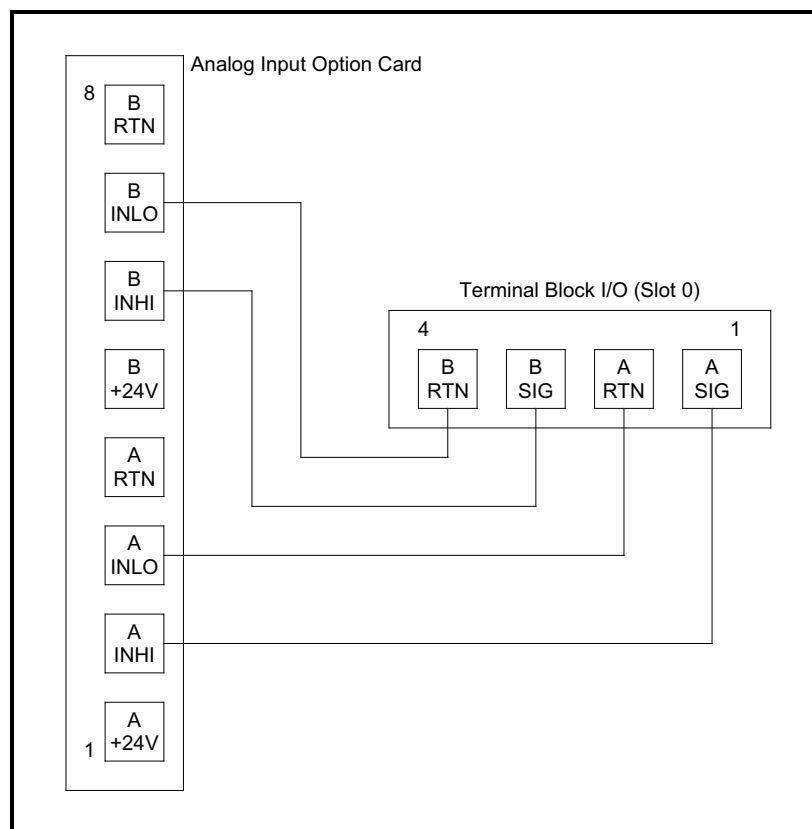 Analog Input Option Card
8
B
RTN
B
INLO
B
INHI
B
+24V
A
RTN
A
INLO
A
INHI
A
+24V
1
Terminal Block I/O (Slot 0)
4
1
B
RTN
B
SIG
A
RTN
A
SIG